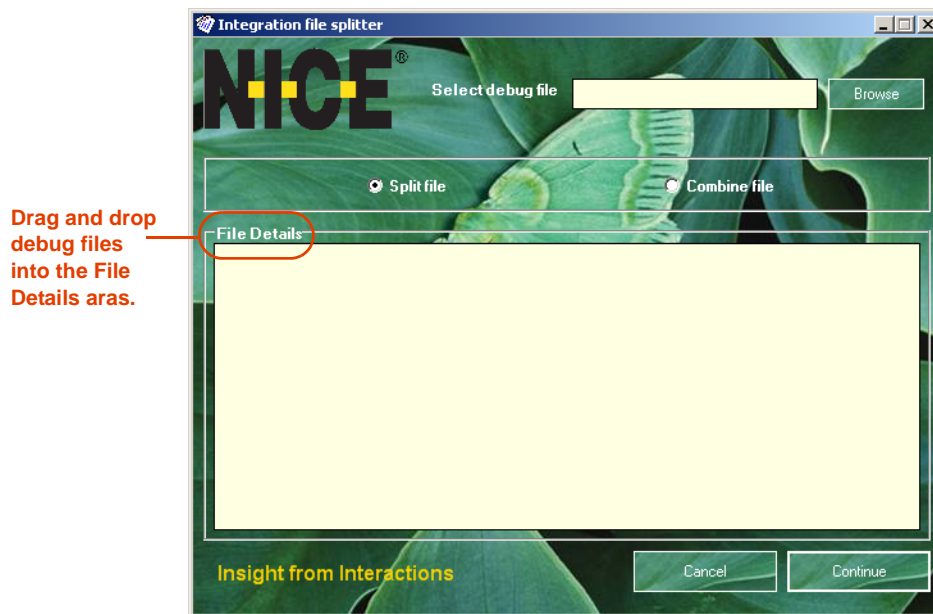 Integration file splitter
NICE®
Select debug file
Browse
Split file
Combine file
Drag and drop
debug files
into the File
Details aras.
File Details
Insight from Interactions
Cancel
Continue